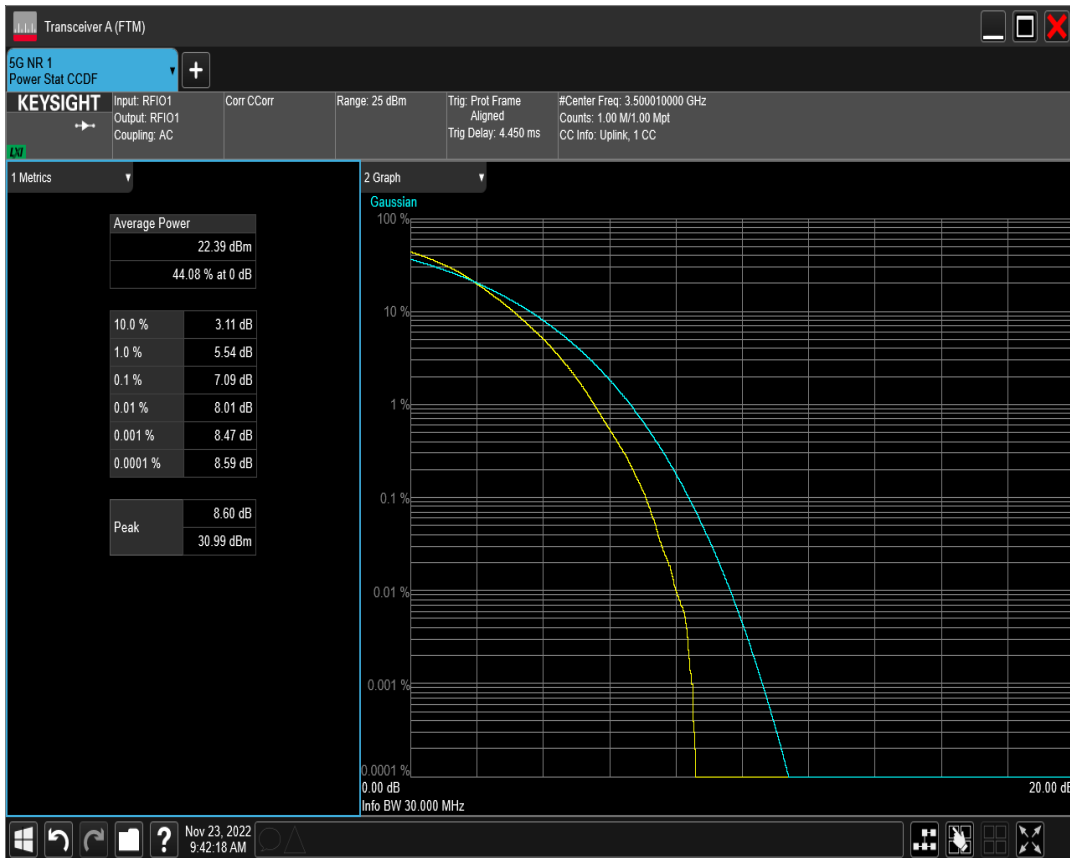 Transceiver A (FTM)
5G NR 1
Power Stat CCDF
KEYSIGHT
LXI
Input: RFIO1
Output: RFIO1
Coupling: AC
Corr CCorr
Range: 25 dBm
Trig: Prot Frame
Aligned
Trig Delay: 4.450 ms
#Center Freq: 3.500010000 GHz
Counts: 1.00 M/1.00 Mpt
CC Info: Uplink, 1 CC
1 Metrics
Average Power
22.39 dBm
44.08 % at 0 dB
10.0 % 3.11 dB
1.0 % 5.54 dB
0.1 % 7.09 dB
0.01 % 8.01 dB
0.001 % 8.47 dB
0.0001 % 8.59 dB
Peak
8.60 dB
30.99 dBm
2 Graph
Gaussian
100 %
10 %
1 %
0.1 %
0.01 %
0.001 %
0.0001 %
0.00 dB 20.00 dB
Info BW 30.000 MHz
Nov 23, 2022
9:42:18 AM